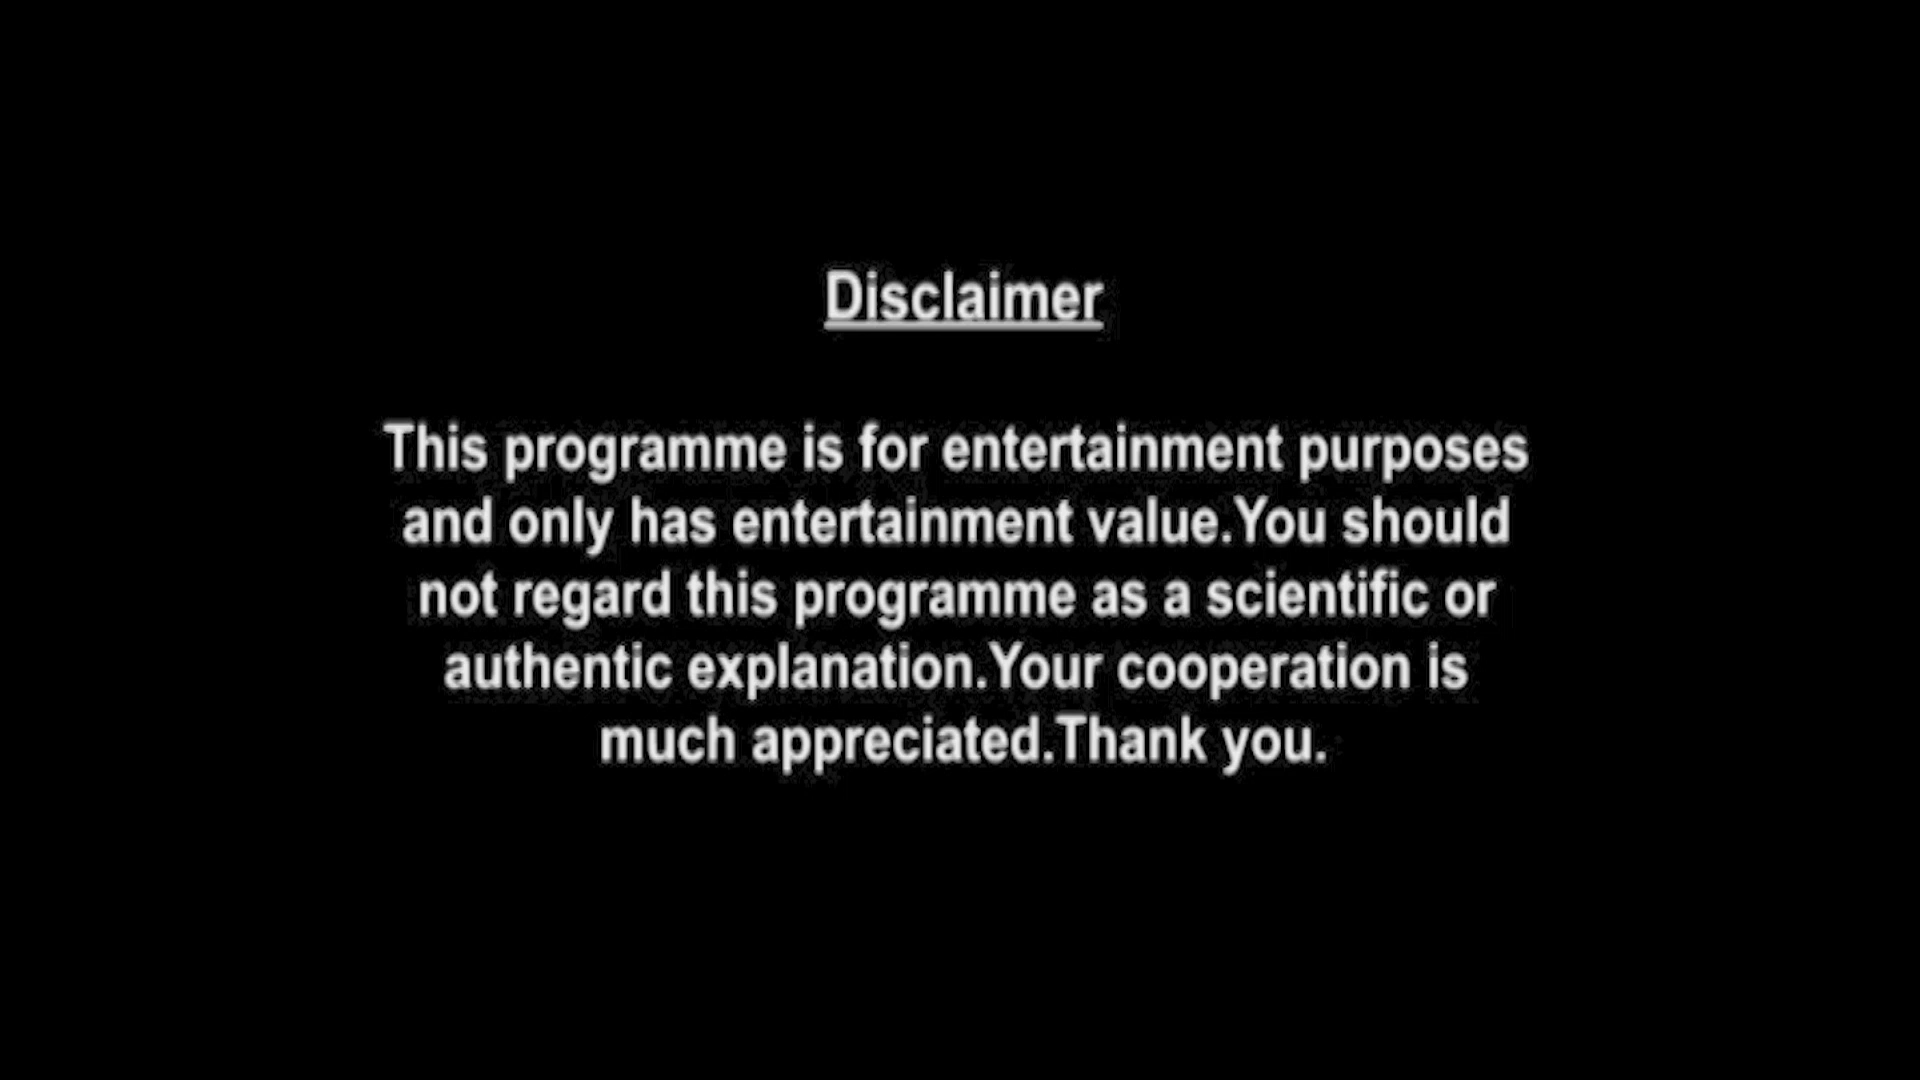 Disclaimer
This programme is for entertainment purposes
and only has entertainment value.You should
not regard this programme as a scientific or
authentic explanation.Your cooperation is
much appreciated.Thank you.